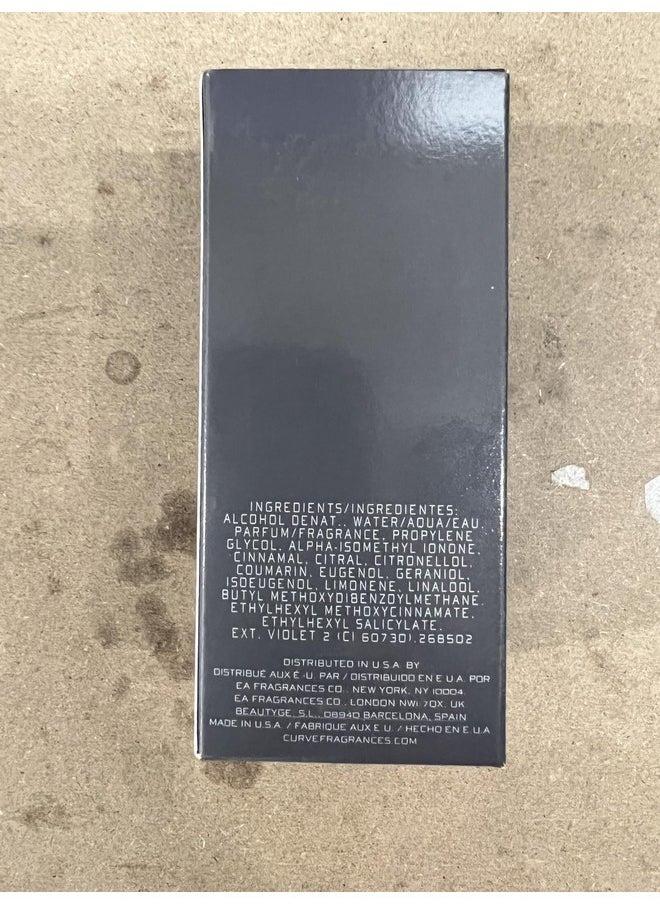 INGREDIENTS/INGREDIENTES:
ALCOHOL DENAT., WATER/AQUA/EAU,
PARFUM/FRAGRANCE, PROPYLENE
GLYCOL, ALPHA-ISOMETHYL IONONE,
CINNAMAL, CITRAL, CITRONELLOL,
COUMARIN, EUGENOL, GERANIOL,
ISOEUGENOL, LIMONENE, LINALOOL,
BUTYL METHOXYDIBENZOYLMETHANE,
ETHYLHEXYL METHOXYCINNAMATE,
ETHYLHEXYL SALICYLATE,
EXT. VIOLET 2 (CI 60730).268502
DISTRIBUTED IN U.S.A. BY
DISTRIBUÉ AUX É.-U. PAR / DISTRIBUIDO EN E.U.A. POR
EA FRAGRANCES CO., NEW YORK, NY 10004.
EA FRAGRANCES CO., LONDON NW1 7QX, UK
BEAUTYGE, S.L., 08940 BARCELONA, SPAIN
MADE IN U.S.A. / FABRIQUE AUX E.U. / HECHO EN E.U.A
CURVEFRAGRANCES.COM